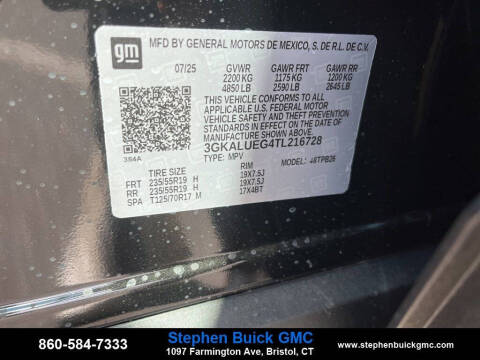 gm
MFD BY GENERAL MOTORS DE MEXICO, S. DE R.L. DE C.V.
07/25 GVWR GAWR FRT GAWR RR
2200 KG 1175 KG 1200 KG
4850 LB 2590 LB 2645 LB
THIS VEHICLE CONFORMS TO ALL
APPLICABLE U.S. FEDERAL MOTOR
VEHICLE SAFETY, BUMPER, AND THEFT
PREVENTION STANDARDS IN EFFECT ON
THE DATE OF
MANUFACTURE SHOWN ABOVE.
3GKALUEG4TL216728
TYPE: MPV MODEL: 48TPB26
384A
TIRE SIZE RIM
FRT 235/55R19 H 19X7.5J
RR 235/55R19 H 19X7.5J
SPA T125/70R17 M 17X4BT
860-584-7333
Stephen Buick GMC
1097 Farmington Ave, Bristol, CT
www.stephenbuickgmc.com